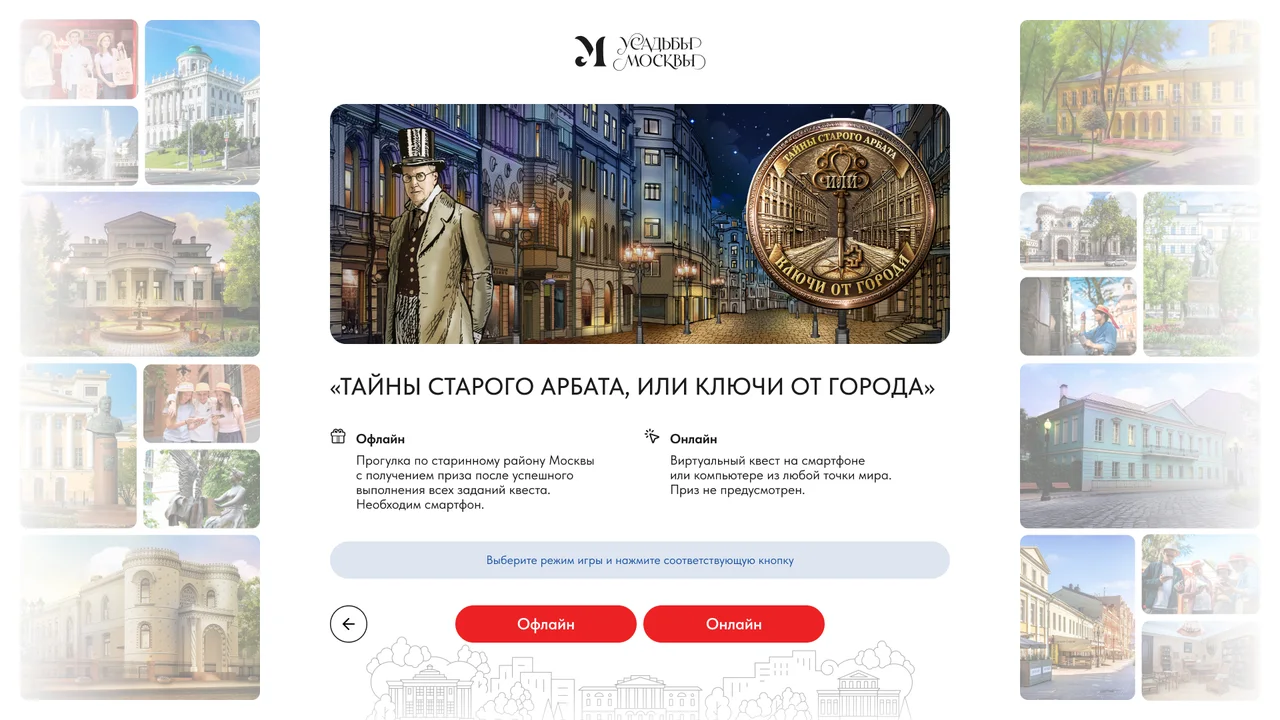 М УСАДЬБЫ
МОСКВЫ
ТАЙНЫ СТАРОГО АРБАТА
ИЛИ
КЛЮЧИ ОТ ГОРОДА
«ТАЙНЫ СТАРОГО АРБАТА, ИЛИ КЛЮЧИ ОТ ГОРОДА»
Офлайн
Прогулка по старинному району Москвы
с получением приза после успешного
выполнения всех заданий квеста.
Необходим смартфон.
Онлайн
Виртуальный квест на смартфоне
или компьютере из любой точки мира.
Приз не предусмотрен.
Выберите режим игры и нажмите соответствующую кнопку
Офлайн
Онлайн